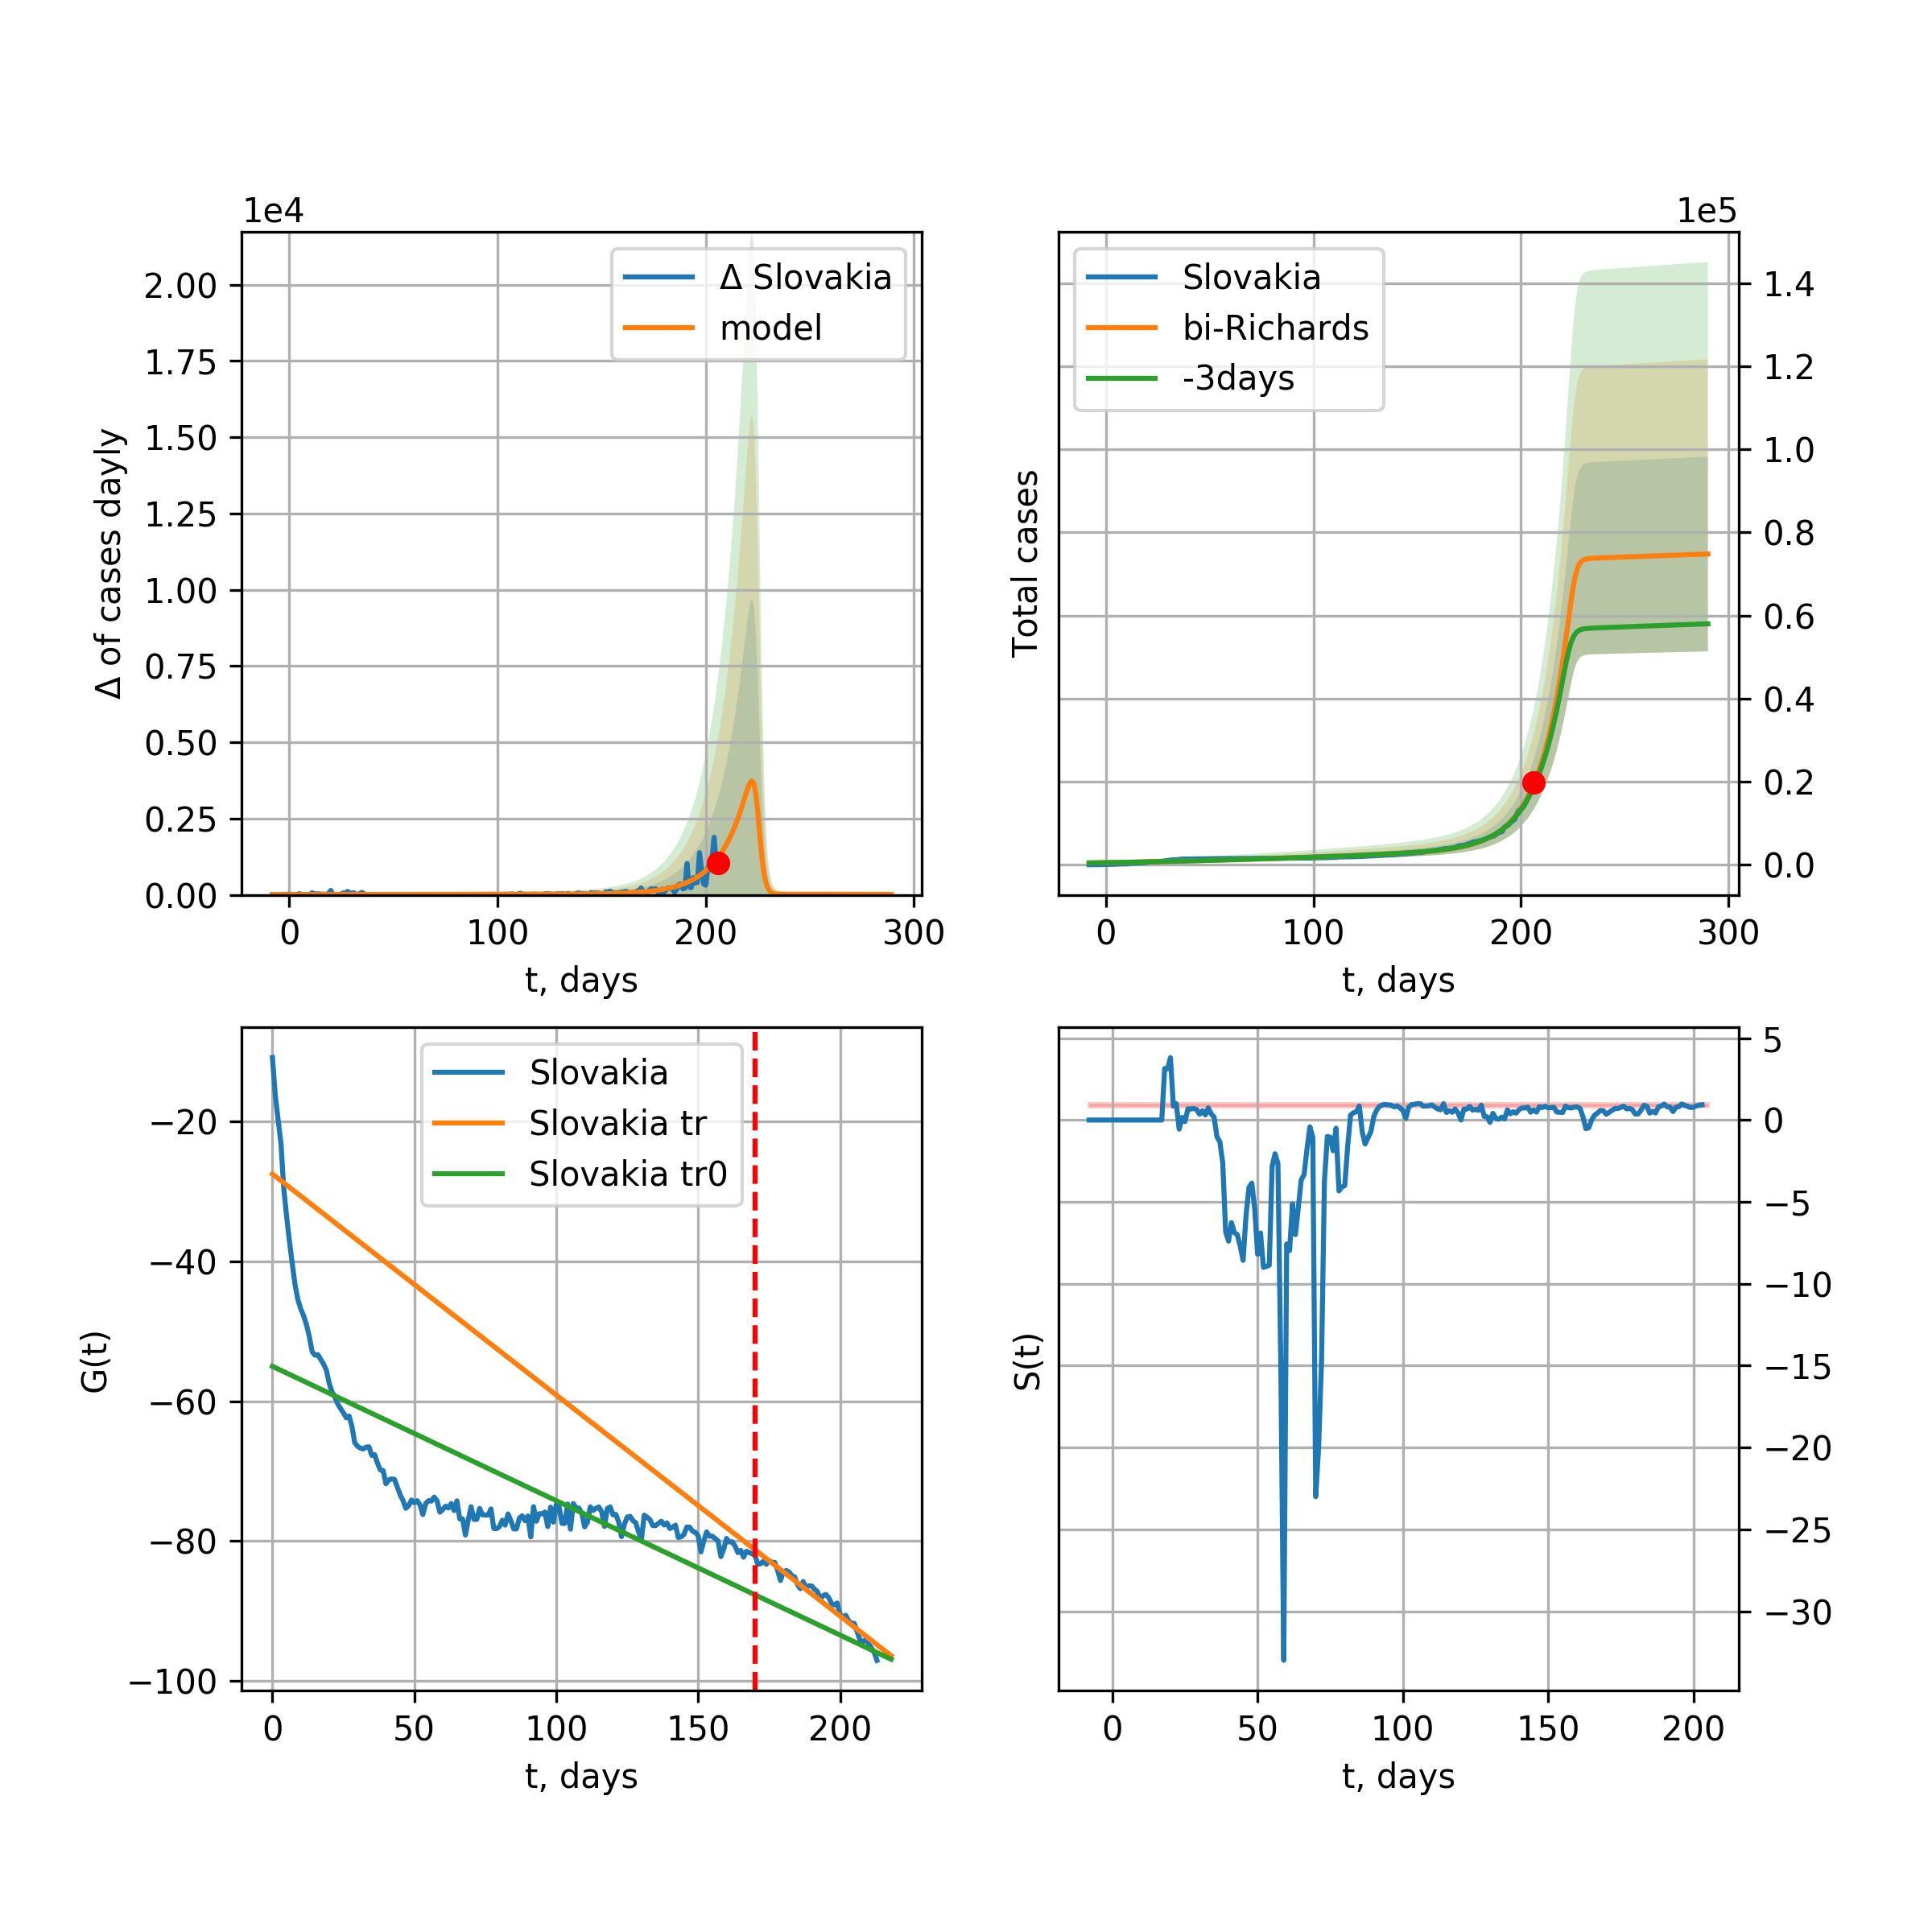 1e4
2.00
1.75
1.50
1.25
1.00
0.75
0.50
0.25
0.00
Δ of cases dayly
Δ Slovakia
model
0 100 200 300
t, days
1e5
Slovakia
bi-Richards
-3days
Total cases
1.4
1.2
1.0
0.8
0.6
0.4
0.2
0.0
0 100 200 300
t, days
−20
−40
−60
−80
−100
G(t)
Slovakia
Slovakia tr
Slovakia tr0
0 50 100 150 200
t, days
S(t)
5
0
−5
−10
−15
−20
−25
−30
0 50 100 150 200
t, days